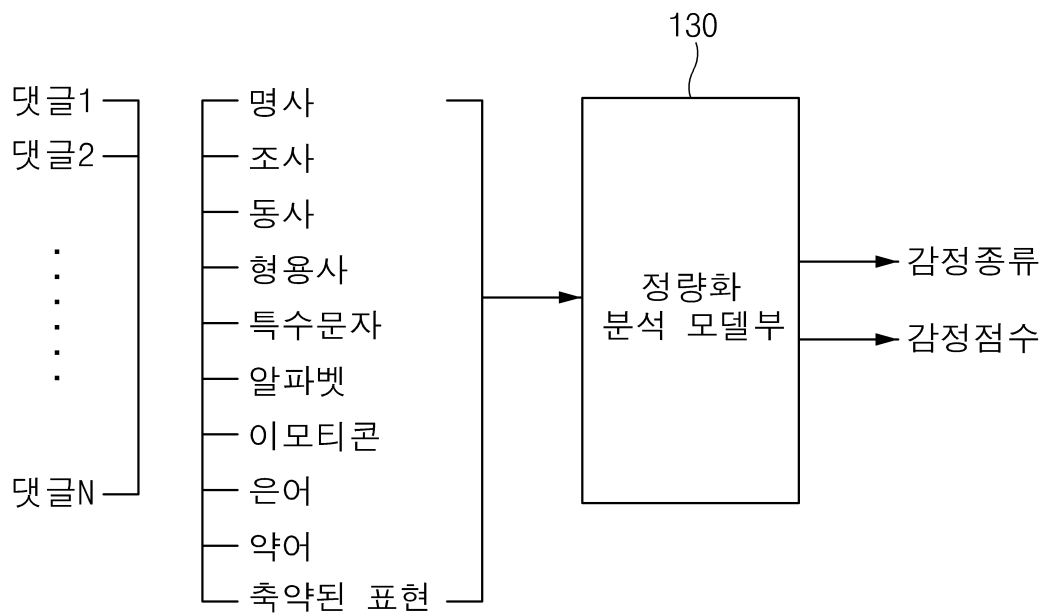 130
댓글1
댓글2
댓글N
명사
조사
동사
형용사
특수문자
알파벳
이모티콘
은어
약어
축약된 표현
정량화
분석 모델부
감정종류
감정점수